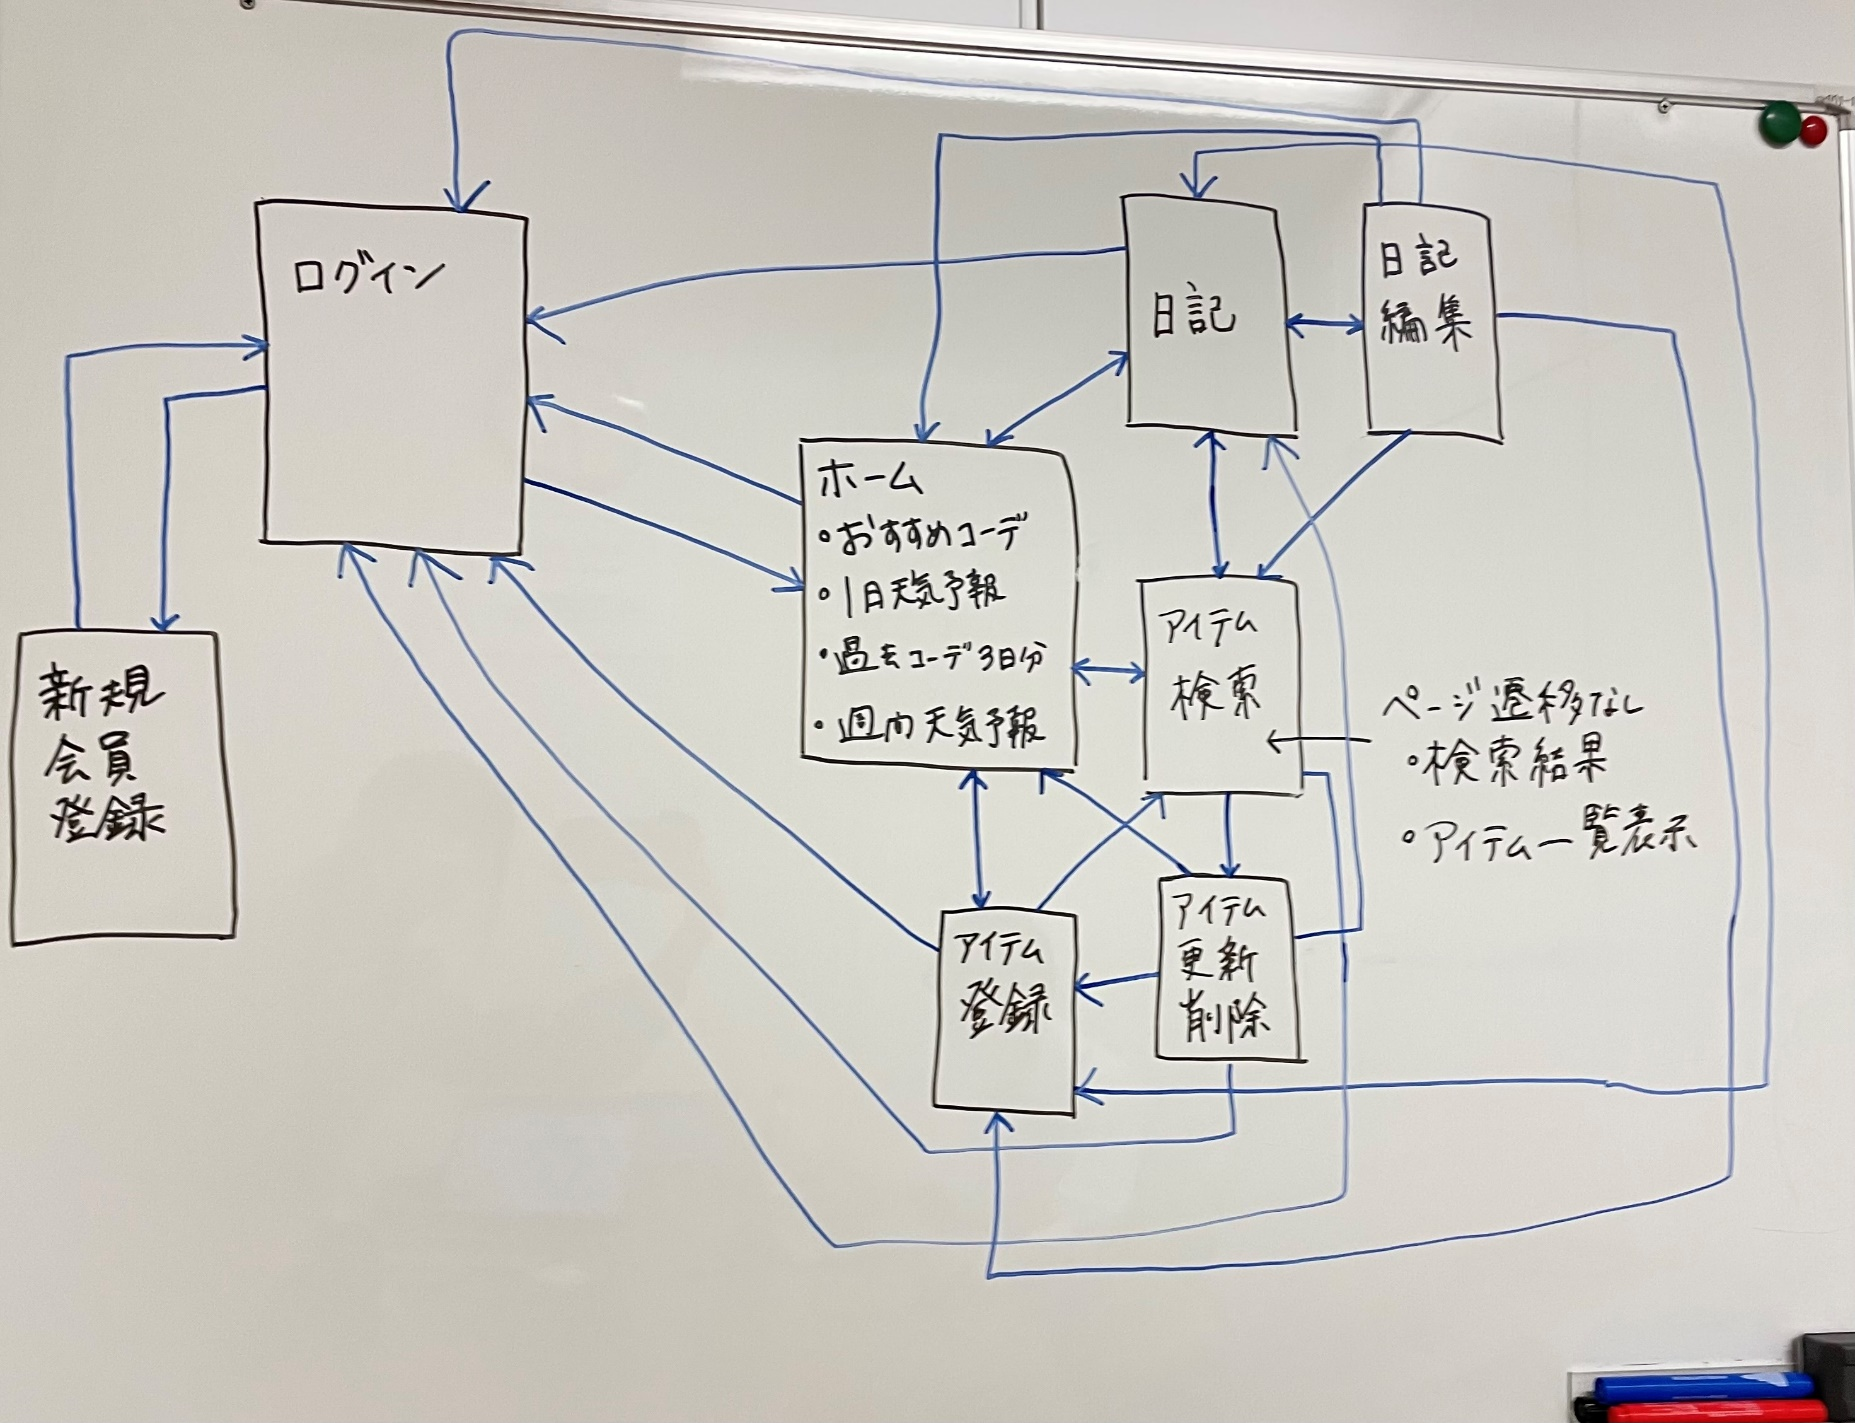 ログイン
新規
会員
登録
ホーム
・おすすめコーデ
・1日天気予報
・過去コーデ3日分
・週間天気予報
日記
日記
編集
アイテム
検索
ページ遷移なし
・検索結果
・アイテム一覧表示
アイテム
登録
アイテム
更新
削除